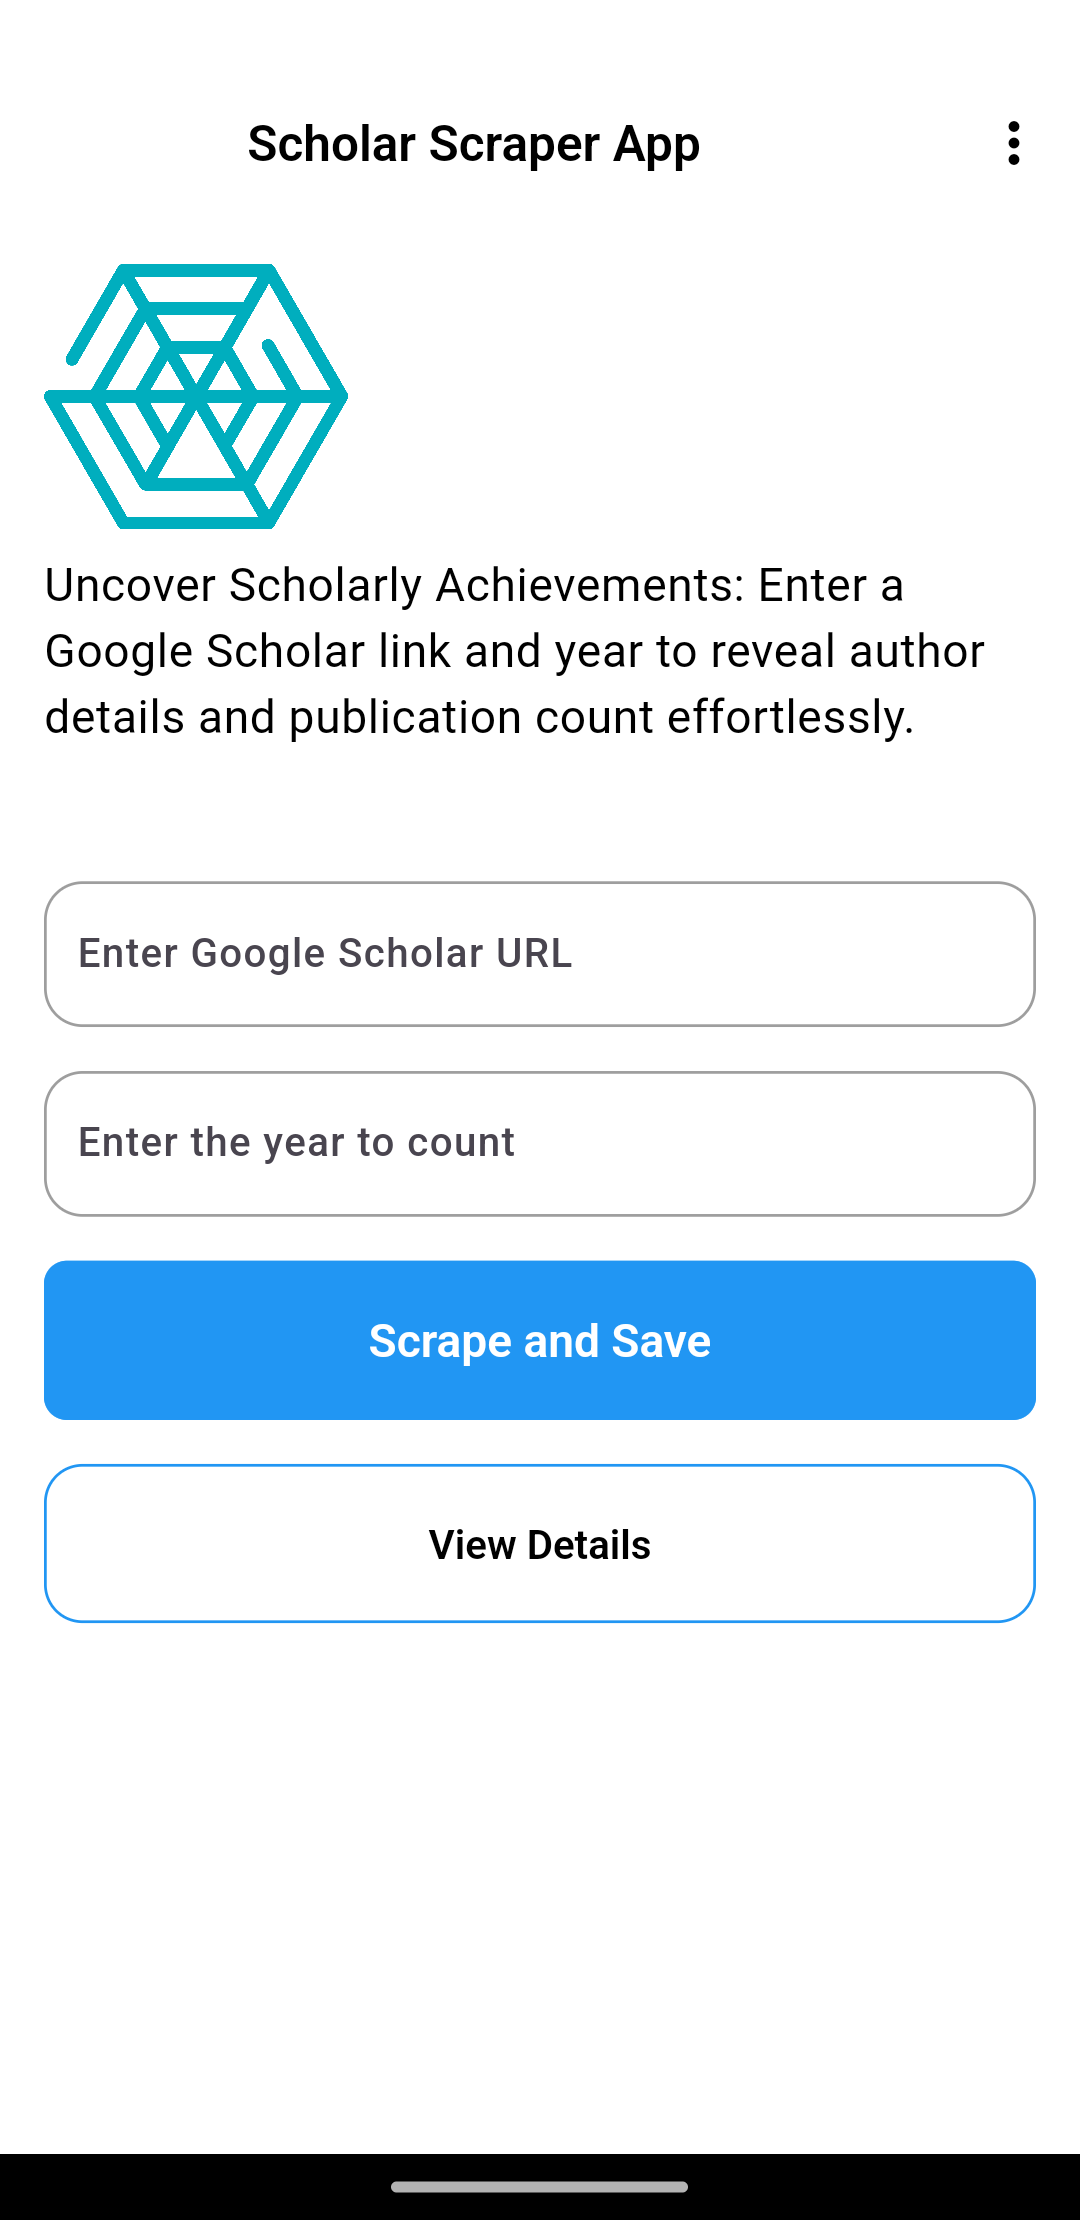 Scholar Scraper App
Uncover Scholarly Achievements: Enter a
Google Scholar link and year to reveal author
details and publication count effortlessly.
Enter Google Scholar URL
Enter the year to count
Scrape and Save
View Details